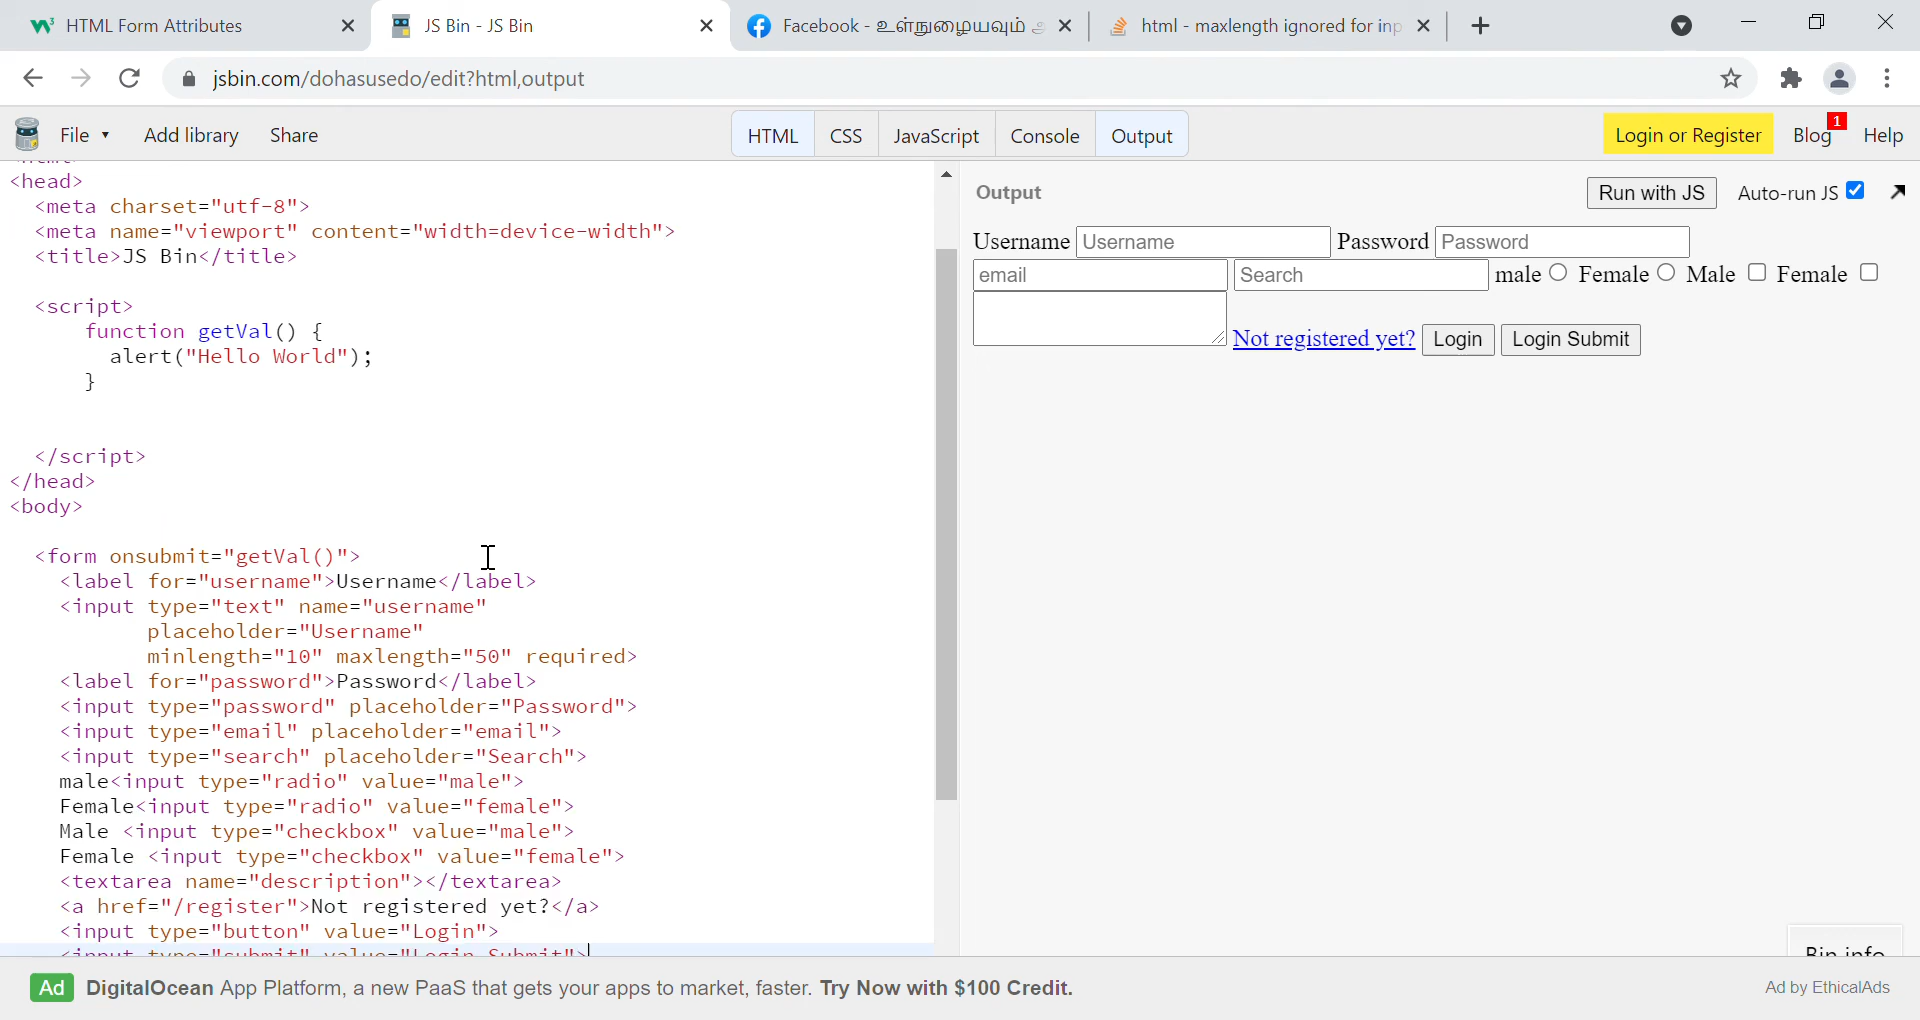 HTML Form Attributes
JS Bin - JS Bin
Facebook - உள்நுழையவும் அ
html - maxlength ignored for inp
jsbin.com/dohasusedo/edit?html,output
File
Add library
Share
HTML
CSS
JavaScript
Console
Output
Login or Register
Blog
1
Help
<head>
<meta charset="utf-8">
<meta name="viewport" content="width=device-width">
<title>JS Bin</title>
<script>
function getVal() {
alert("Hello World");
}
</script>
</head>
<body>
<form onsubmit="getVal()">
<label for="username">Username</label>
<input type="text" name="username"
placeholder="Username"
minlength="10" maxlength="50" required>
<label for="password">Password</label>
<input type="password" placeholder="Password">
<input type="email" placeholder="email">
<input type="search" placeholder="Search">
male<input type="radio" value="male">
Female<input type="radio" value="female">
Male <input type="checkbox" value="male">
Female <input type="checkbox" value="female">
<textarea name="description"></textarea>
<a href="/register">Not registered yet?</a>
<input type="button" value="Login">
<input type="submit" value="Login Submit">
Output
Run with JS
Auto-run JS
Username Username Password Password
email Search male Female Male Female
Not registered yet? Login Login Submit
Bin info
Ad DigitalOcean App Platform, a new PaaS that gets your apps to market, faster. Try Now with $100 Credit.
Ad by EthicalAds